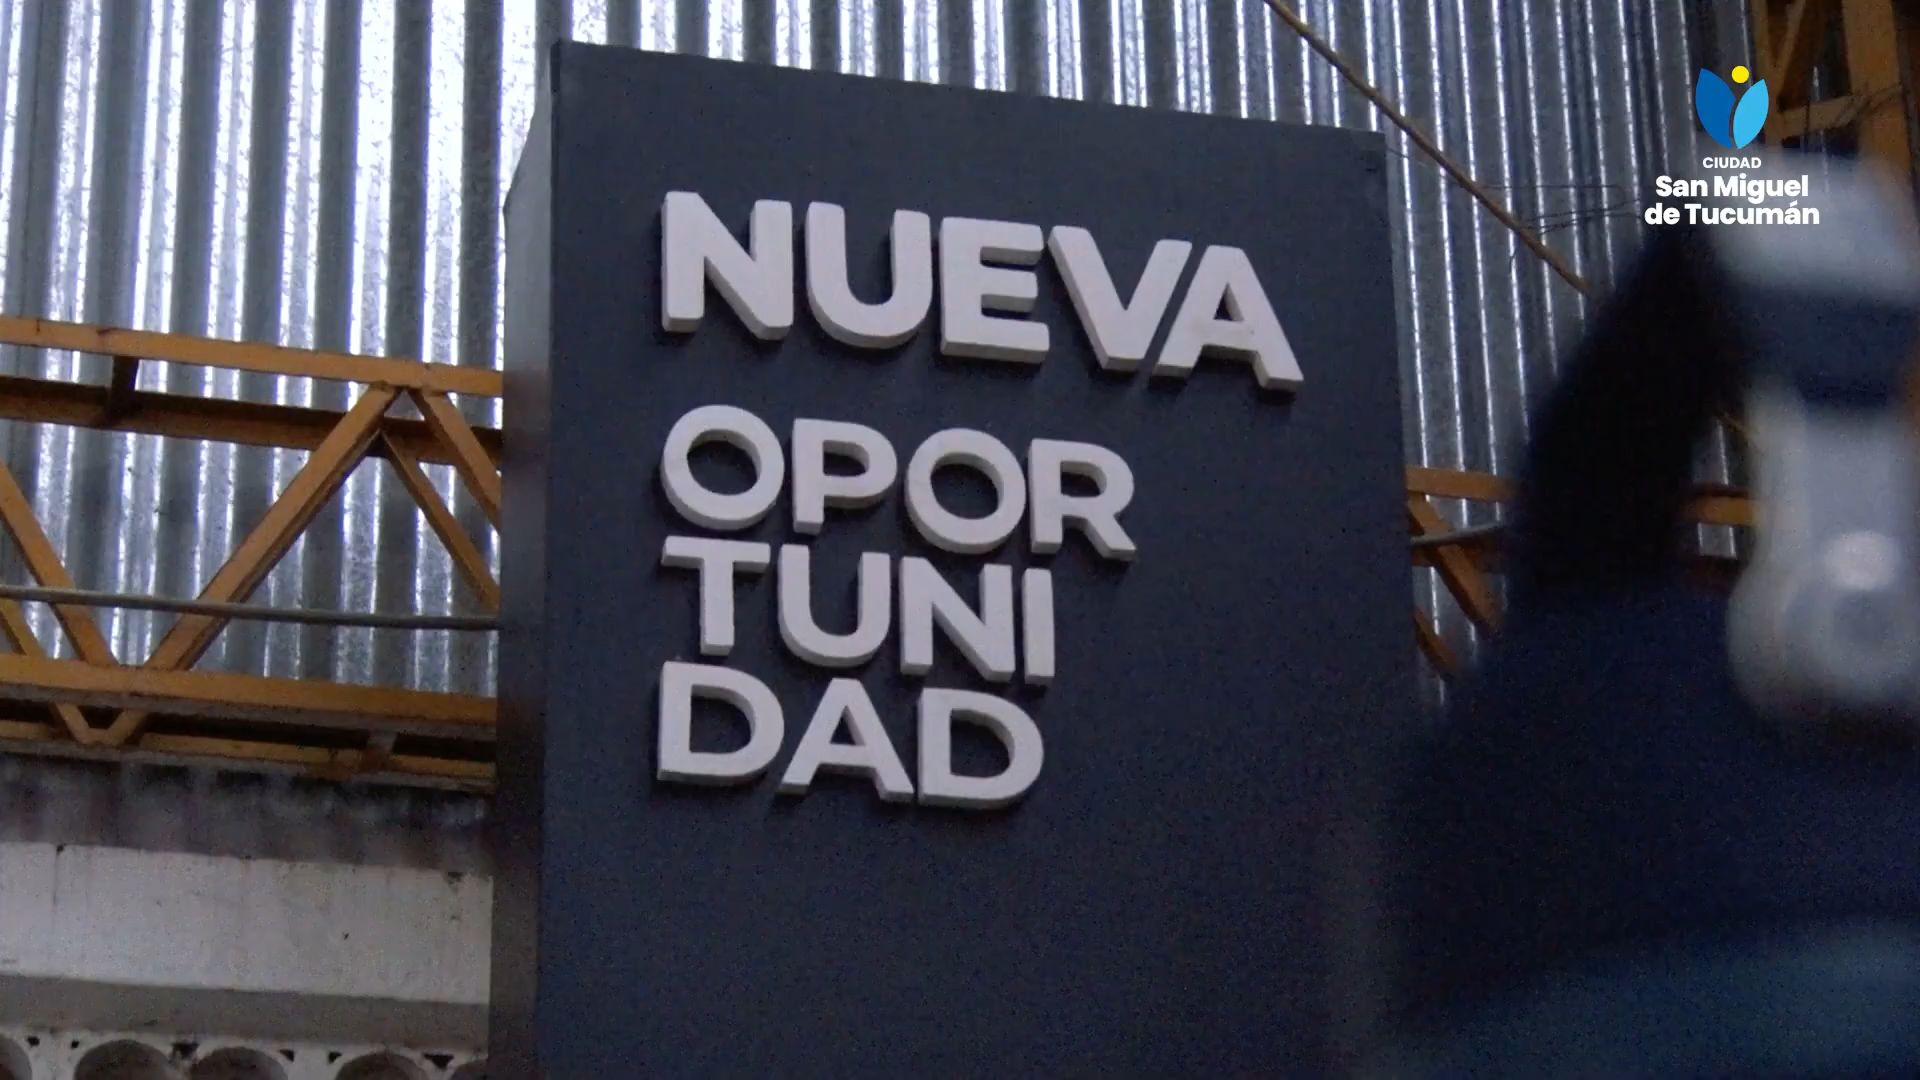 NUEVA
OPOR
TUNI
DAD
CIUDAD
San Miguel
de Tucumán